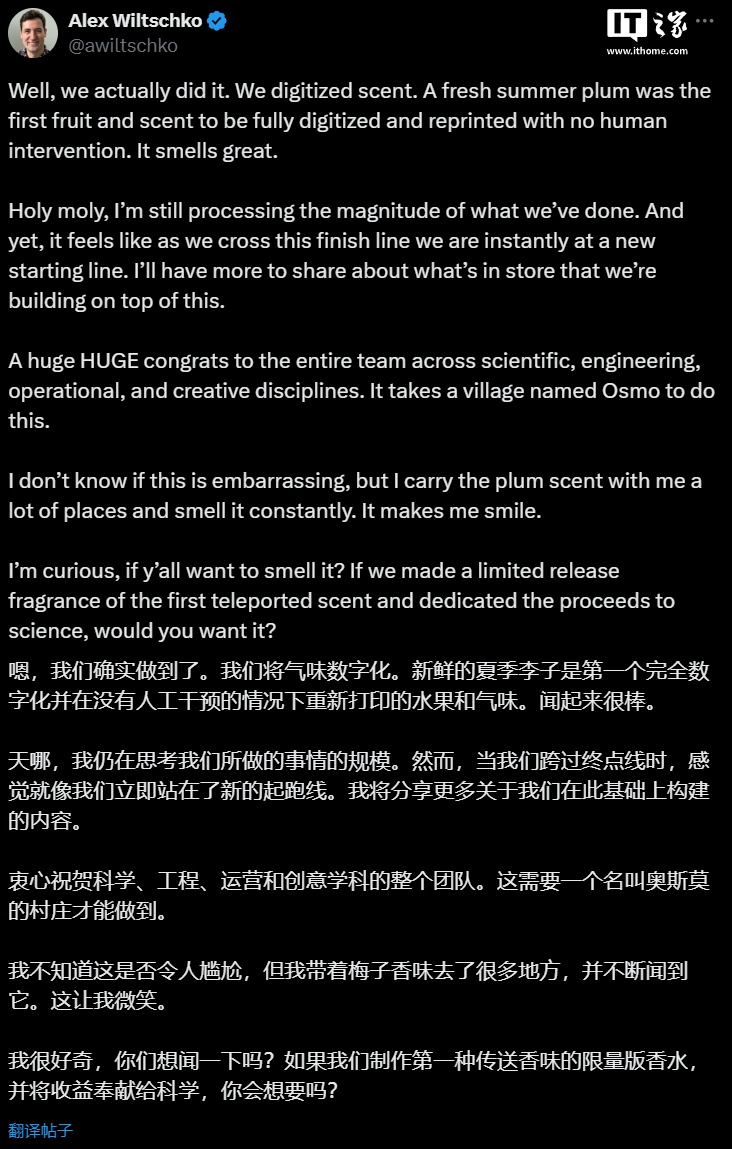 Alex Wiltschko
@awiltschko
IT之家
www.ithome.com
Well, we actually did it. We digitized scent. A fresh summer plum was the
first fruit and scent to be fully digitized and reprinted with no human
intervention. It smells great.
Holy moly, I’m still processing the magnitude of what we’ve done. And
yet, it feels like as we cross this finish line we are instantly at a new
starting line. I’ll have more to share about what’s in store that we’re
building on top of this.
A huge HUGE congrats to the entire team across scientific, engineering,
operational, and creative disciplines. It takes a village named Osmo to do
this.
I don’t know if this is embarrassing, but I carry the plum scent with me a
lot of places and smell it constantly. It makes me smile.
I’m curious, if y’all want to smell it? If we made a limited release
fragrance of the first teleported scent and dedicated the proceeds to
science, would you want it?
嗯，我们确实做到了。我们将气味数字化。新鲜的夏季李子是第一个完全数
字化并在没有人工干预的情况下重新打印的水果和气味。闻起来很棒。
天哪，我仍在思考我们所做的事情的规模。然而，当我们跨过终点线时，感
觉就像我们立即站在了新的起跑线。我将分享更多关于我们在此基础上构建
的内容。
衷心祝贺科学、工程、运营和创意学科的整个团队。这需要一个名叫奥斯莫
的村庄才能做到。
我不知道这是否令人尴尬，但我带着梅子香味去了很多地方，并不断闻到
它。这让我微笑。
我很好奇，你们想闻一下吗？如果我们制作第一种传送香味的限量版香水，
并将收益奉献给科学，你会想要吗？
翻译帖子